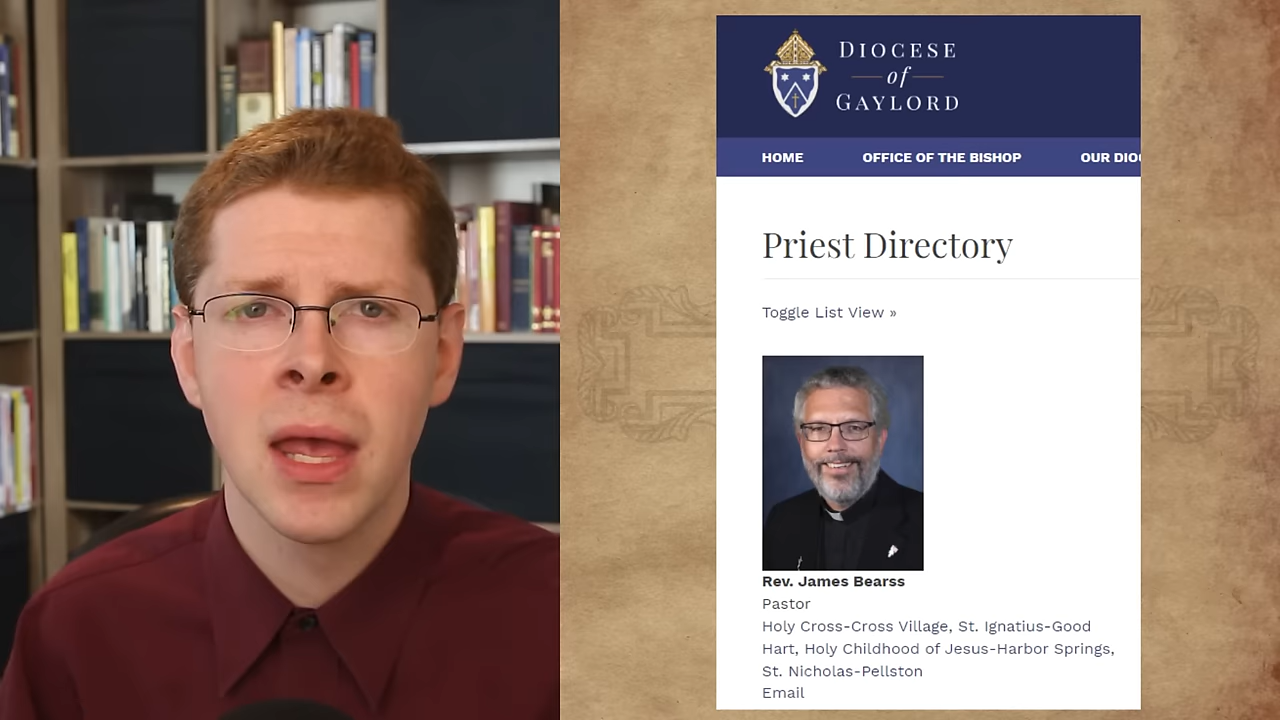 DIOCESE
of
GAYLORD
HOME OFFICE OF THE BISHOP OUR DIO
Priest Directory
Toggle List View »
Rev. James Bearss
Pastor
Holy Cross-Cross Village, St. Ignatius-Good
Hart, Holy Childhood of Jesus-Harbor Springs,
St. Nicholas-Pellston
Email